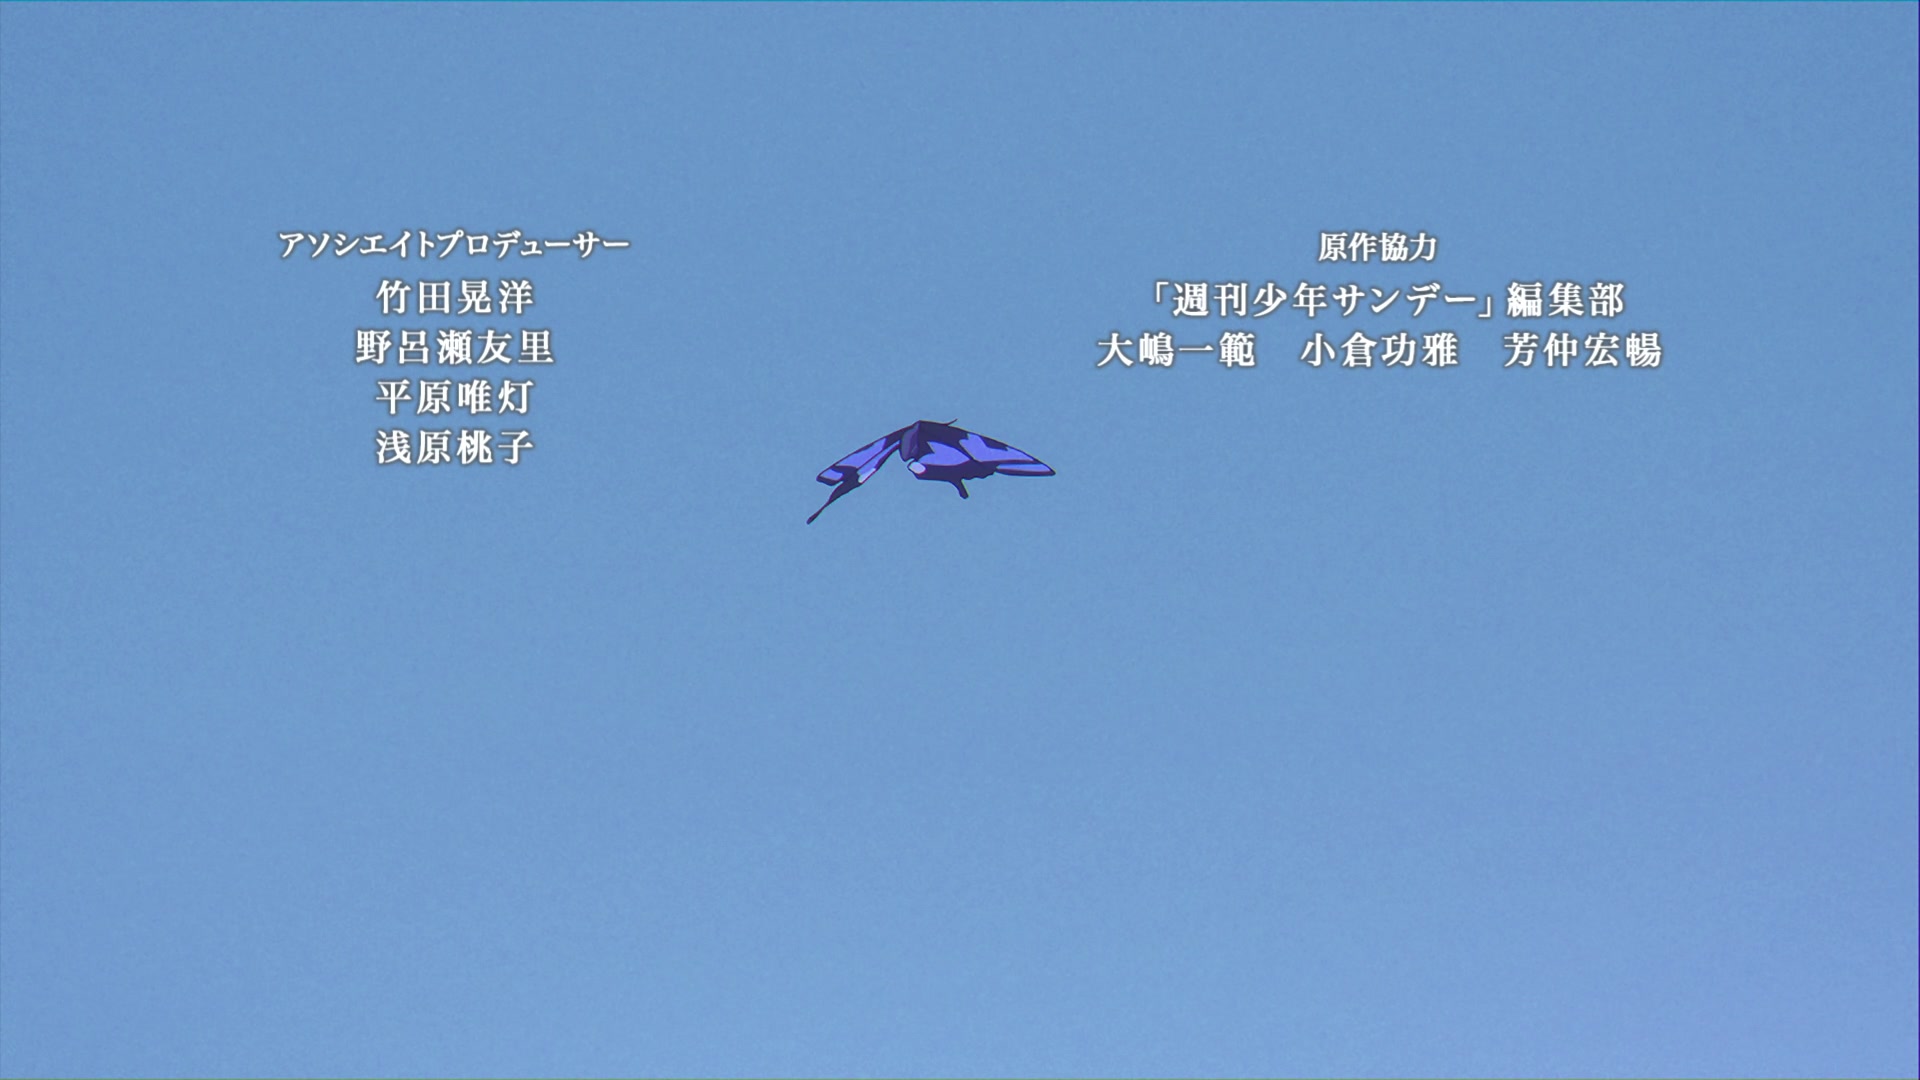 アソシエイトプロデューサー
竹田晃洋
野呂瀬友里
平原唯灯
浅原桃子
原作協力
「週刊少年サンデー」編集部
大嶋一範　小倉功雅　芳仲宏暢